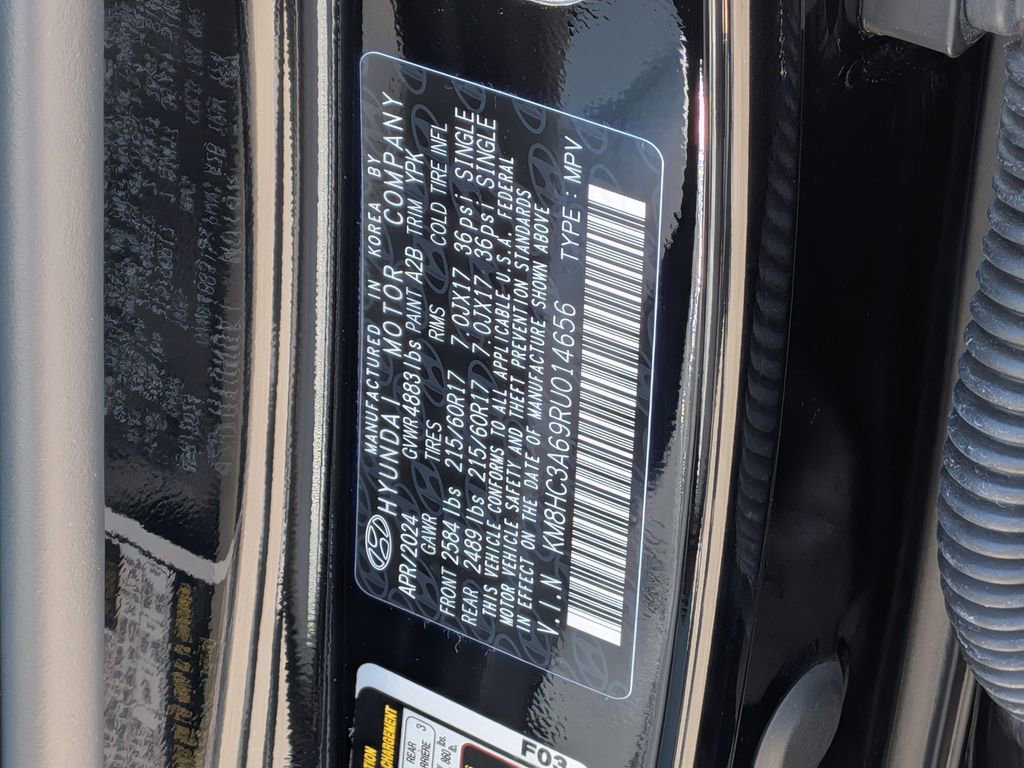 MANUFACTURED IN KOREA BY
HYUNDAI MOTOR COMPANY
APR/2024 GVWR 4883 lbs PAINT A2B TRIM YPK
GAWR TIRES RIMS COLD TIRE INFL
FRONT 2584 lbs 215/60R17 7.0JX17 36psi, SINGLE
REAR 2489 lbs 215/60R17 7.0JX17 36psi SINGLE
THIS VEHICLE CONFORMS TO ALL APPLICABLE U.S.A. FEDERAL
MOTOR VEHICLE SAFETY AND THEFT PREVENTION STANDARDS
IN EFFECT ON THE DATE OF MANUFACTURE SHOWN ABOVE.
V.I.N KM8HC3A69RU014656 TYPE : MPV
REAR 3
F03